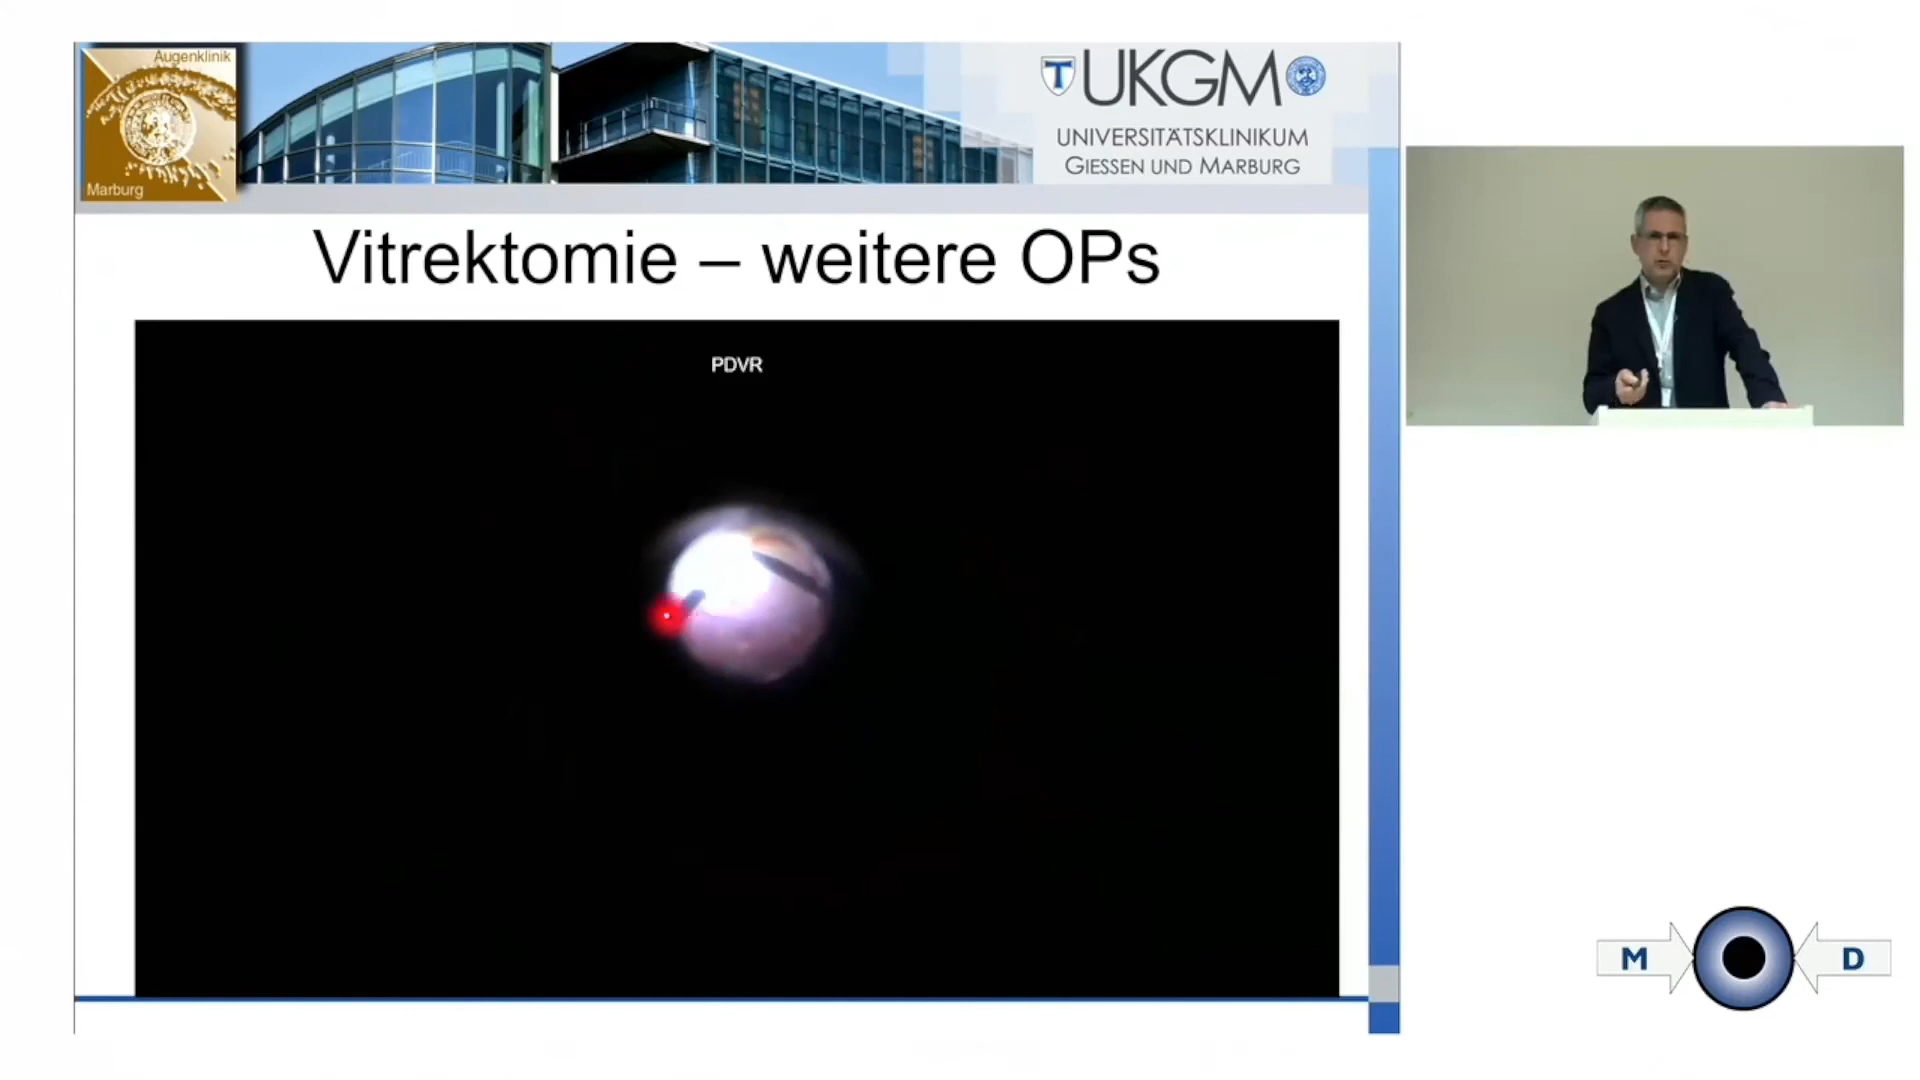 Augenklinik
Marburg
UKGM
UNIVERSITÄTSKLINIKUM
GIESSEN UND MARBURG
Vitrektomie – weitere OPs
PDVR
M
D